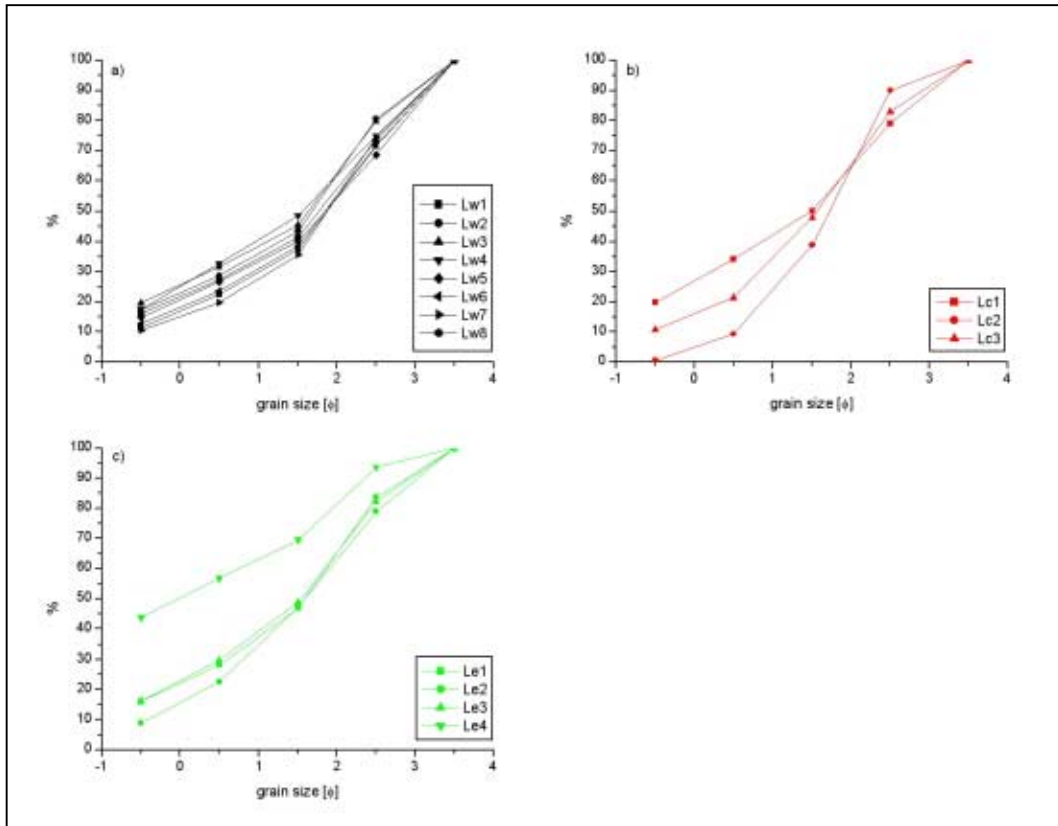 a)
100
90
80
70
60
50
40
30
20
10
0
%
-1 0 1 2 3 4
grain size [ϕ]
Lw1
Lw2
Lw3
Lw4
Lw5
Lw6
Lw7
Lw8
b)
100
90
80
70
60
50
40
30
20
10
0
%
-1 0 1 2 3 4
grain size [ϕ]
Lc1
Lc2
Lc3
c)
100
90
80
70
60
50
40
30
20
10
0
%
-1 0 1 2 3 4
grain size [ϕ]
Le1
Le2
Le3
Le4